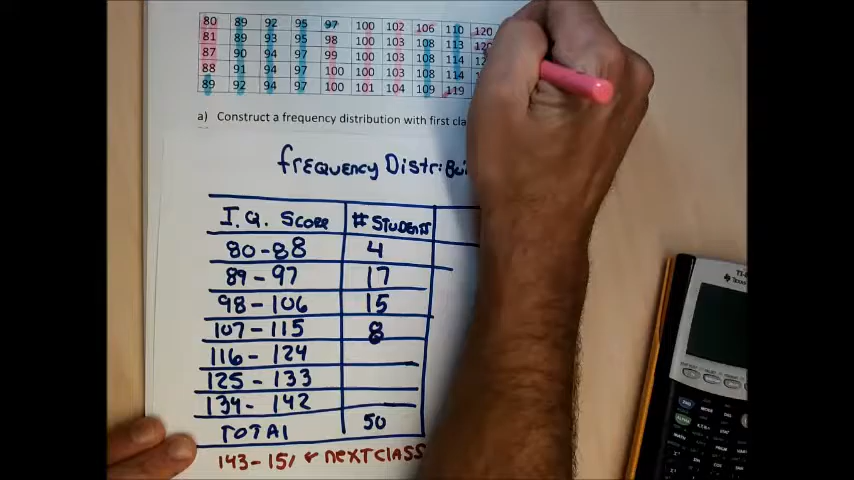 80 89 92 95 97 100 102 106 110 120
81 89 93 95 98 100 103 108 113 120
87 90 94 97 99 100 103 108 114
88 91 94 97 100 100 103 108 114
89 92 94 97 100 101 104 109 119
a) Construct a frequency distribution with first
frequency
I.Q. Score # Students
80-88 4
89-97 17
98-106 15
107-115 8
116-124
125-133
134-142
TOTAl 50
143-151 next class